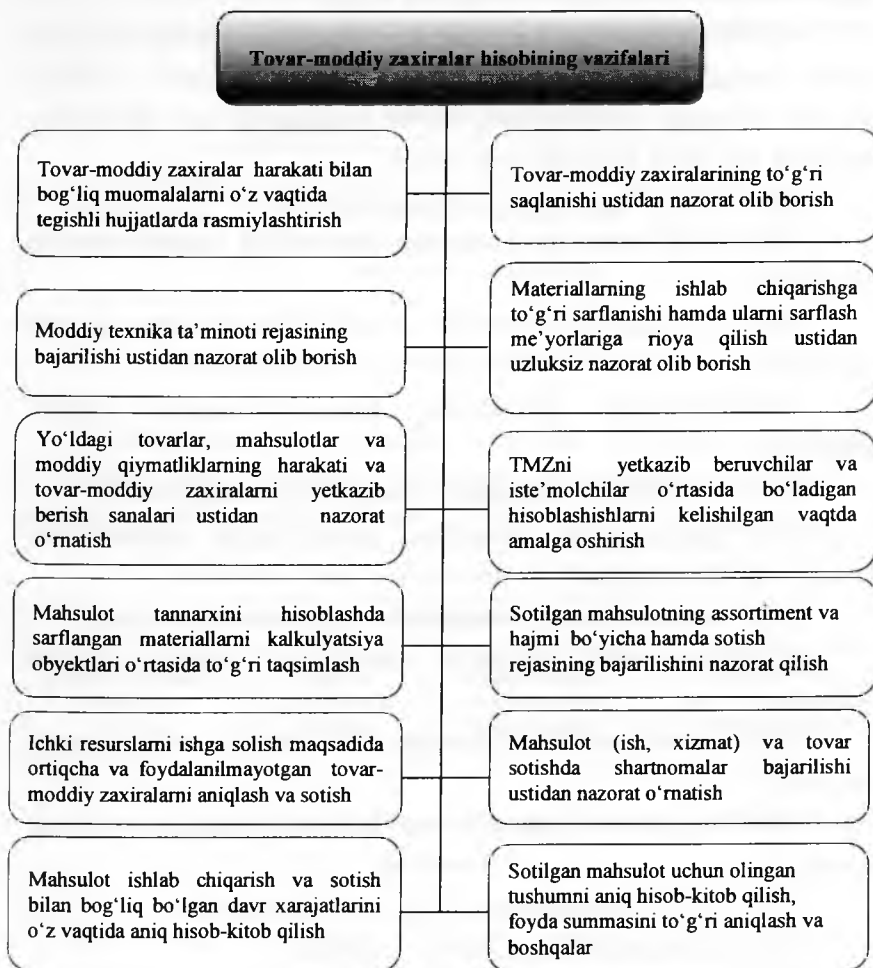 Tovar-moddiy zaxiralar hisobining vazifalari
Tovar-moddiy zaxiralar harakati bilan
bog‘liq muomalalarni o‘z vaqtida
tegishli hujjatlarda rasmiylashtirish
Tovar-moddiy zaxiralarining to‘g‘ri
saqlanishi ustidan nazorat olib borish
Moddiy texnika ta’minoti rejasining
bajarilishi ustidan nazorat olib borish
Materiallarning ishlab chiqarishga
to‘g‘ri sarflanishi hamda ularni sarflash
me’yorlariga rioya qilish ustidan
uzluksiz nazorat olib borish
Yo‘ldagi tovarlar, mahsulotlar va
moddiy qiymatliklarning harakati va
tovar-moddiy zaxiralarni yetkazib
berish sanalari ustidan nazorat
o‘rnatish
TMZni yetkazib beruvchilar va
iste’molchilar o‘rtasida bo‘ladigan
hisoblashishlarni kelishilgan vaqtda
amalga oshirish
Mahsulot tannarxini hisoblashda
sarflangan materiallarni kalkulyatsiya
obyektlari o‘rtasida to‘g‘ri taqsimlash
Sotilgan mahsulotning assortiment va
hajmi bo‘yicha hamda sotish
rejasining bajarilishini nazorat qilish
Ichki resurslarni ishga solish maqsadida
ortiqcha va foydalanilmayotgan tovar-
moddiy zaxiralarni aniqlash va sotish
Mahsulot (ish, xizmat) va tovar
sotishda shartnomalar bajarilishi
ustidan nazorat o‘rnatish
Mahsulot ishlab chiqarish va sotish
bilan bog‘liq bo‘lgan davr xarajatlarini
o‘z vaqtida aniq hisob-kitob qilish
Sotilgan mahsulot uchun olingan
tushumni aniq hisob-kitob qilish,
foyda summasini to‘g‘ri aniqlash va
boshqalar